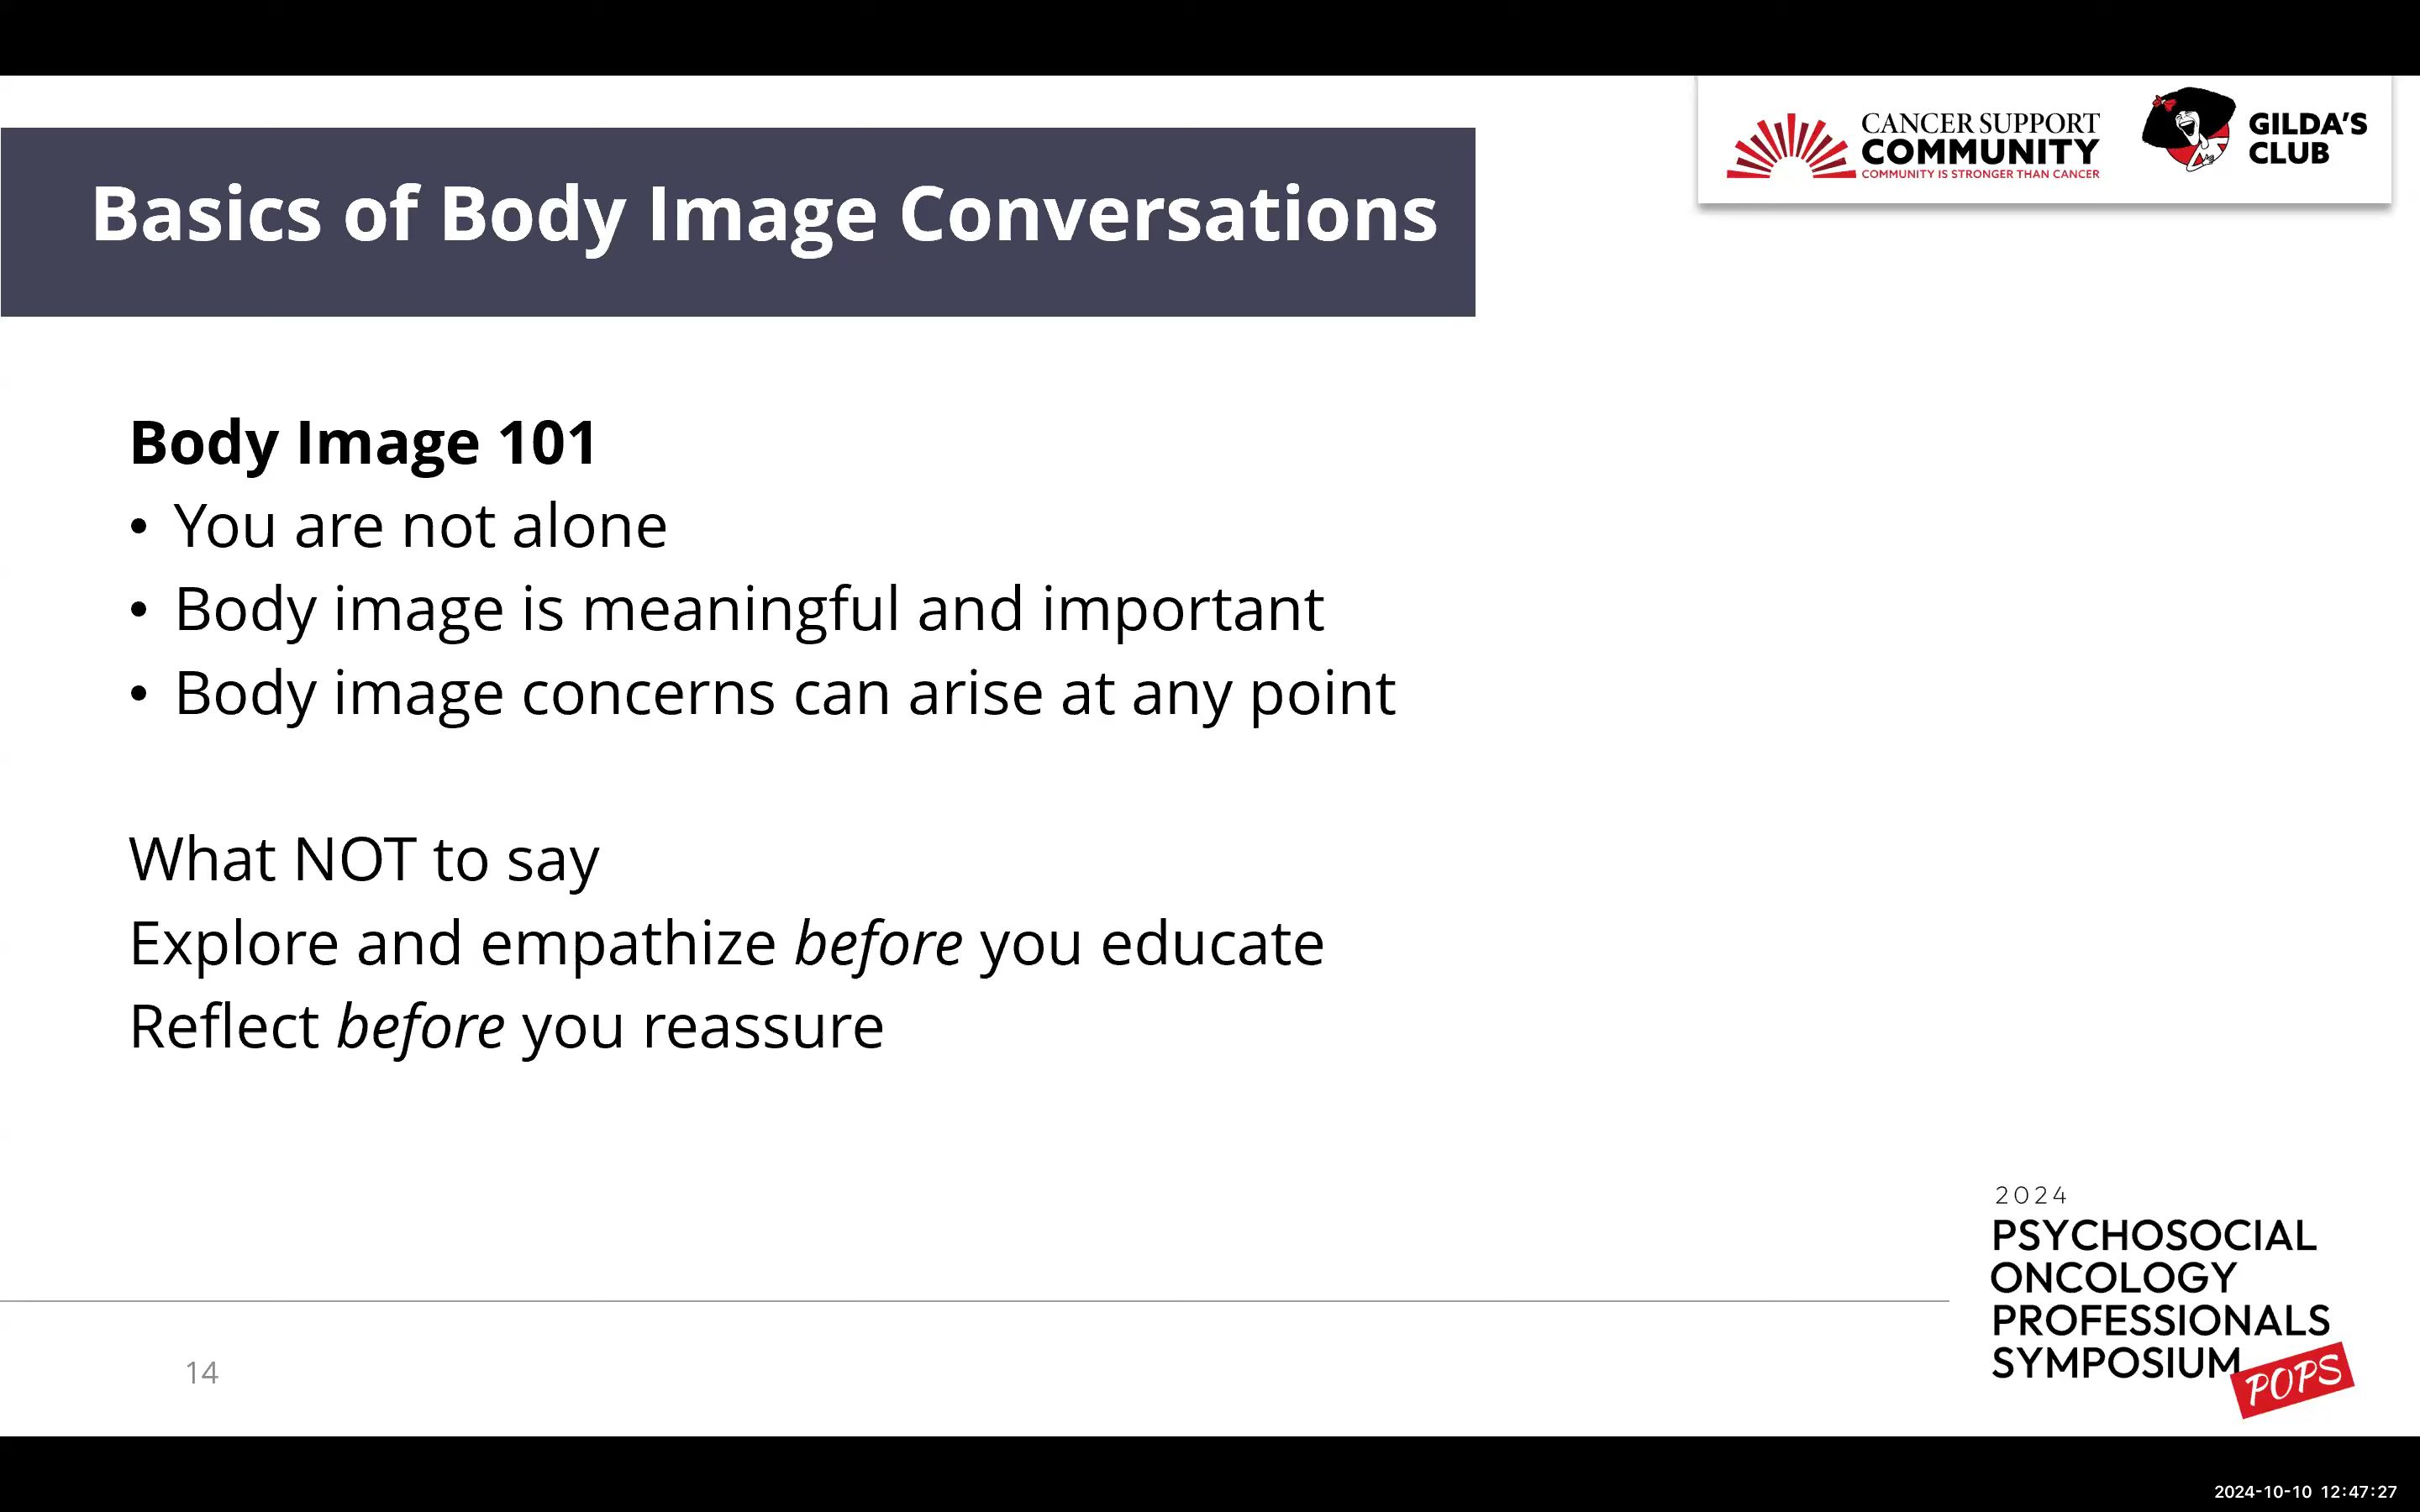 CANCER SUPPORT
COMMUNITY
COMMUNITY IS STRONGER THAN CANCER
GILDA'S
CLUB
Basics of Body Image Conversations
Body Image 101
• You are not alone
• Body image is meaningful and important
• Body image concerns can arise at any point
What NOT to say
Explore and empathize before you educate
Reflect before you reassure
2024
PSYCHOSOCIAL
ONCOLOGY
PROFESSIONALS
SYMPOSIUM
POPS
14
2024-10-10 12:47:27